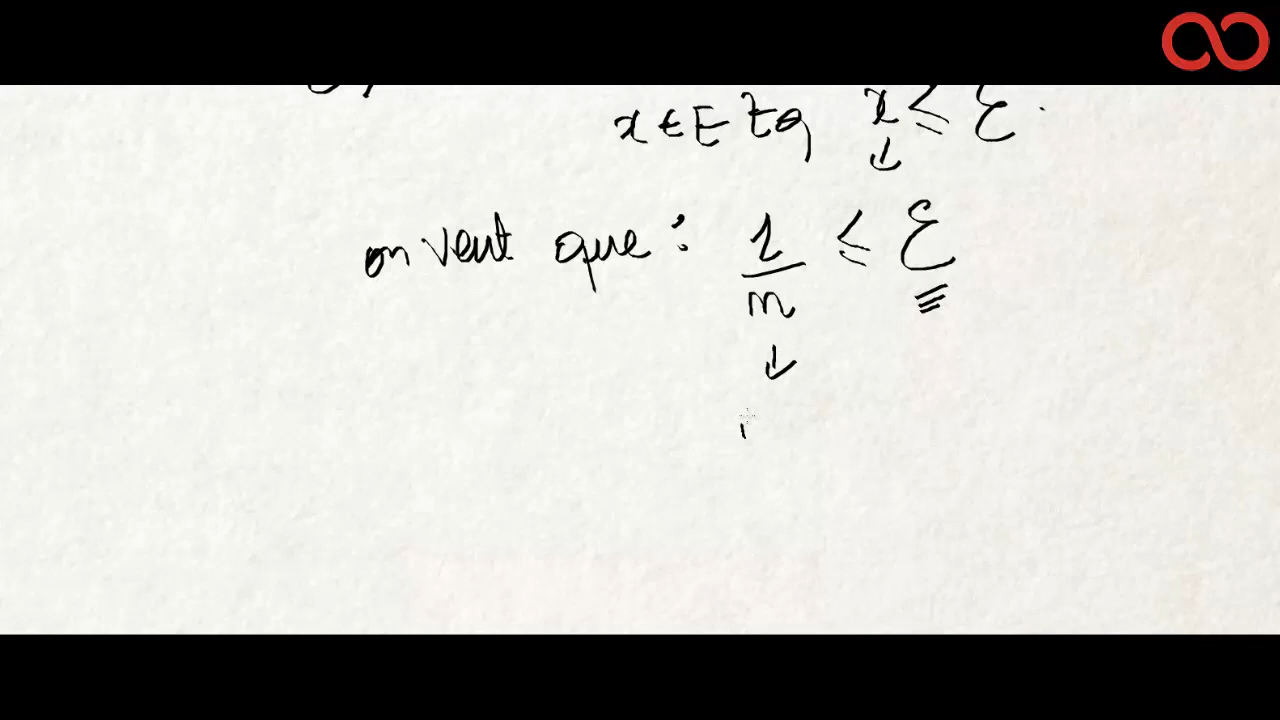 x ∈ E tq x ≤ ε.
on veut que : 1/n ≤ ε